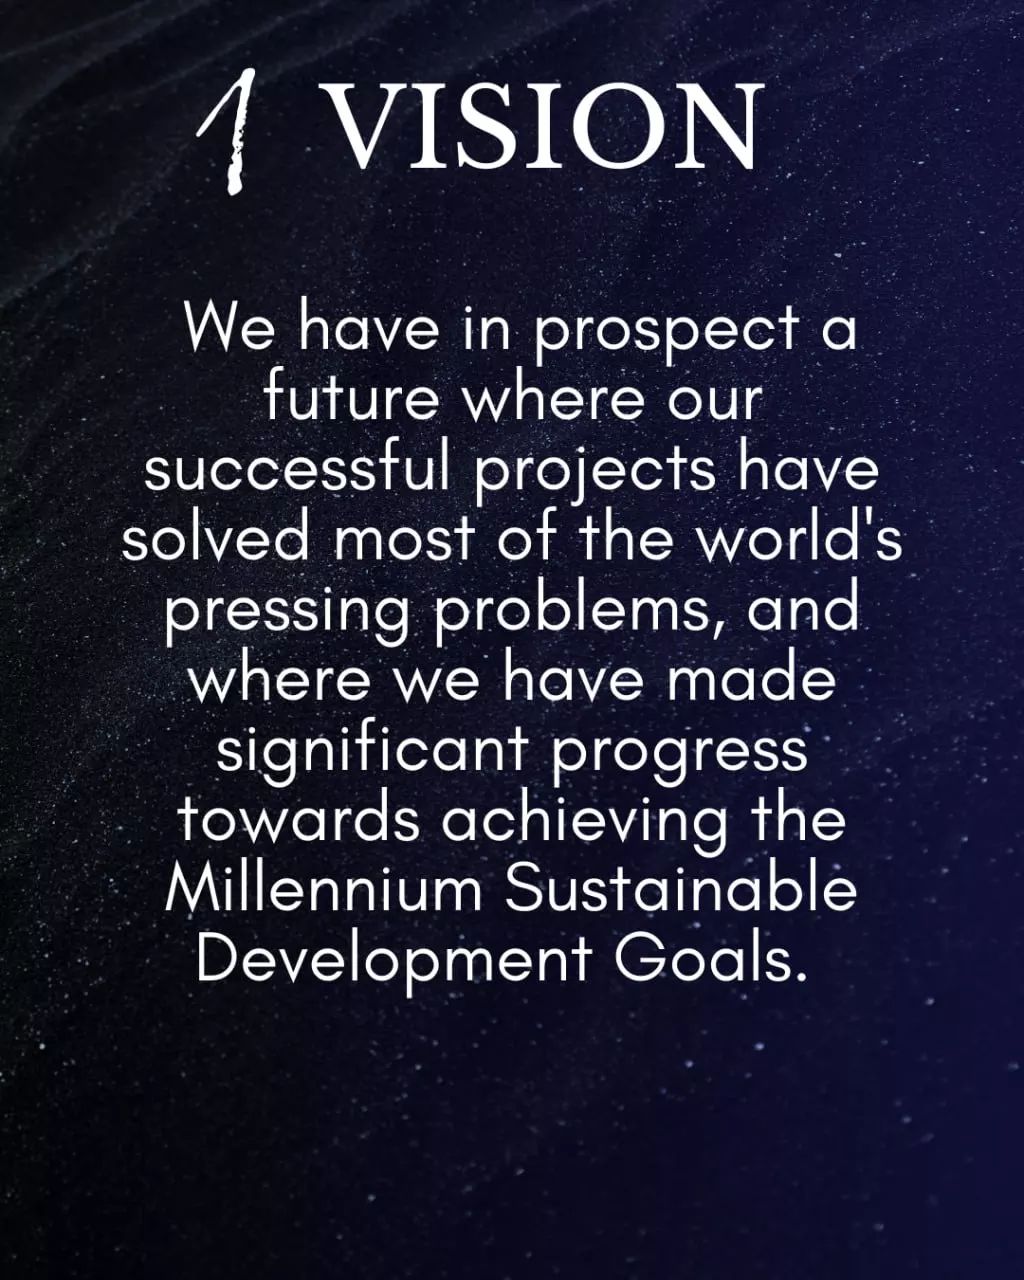 1 VISION
We have in prospect a
future where our
successful projects have
solved most of the world's
pressing problems, and
where we have made
significant progress
towards achieving the
Millennium Sustainable
Development Goals.